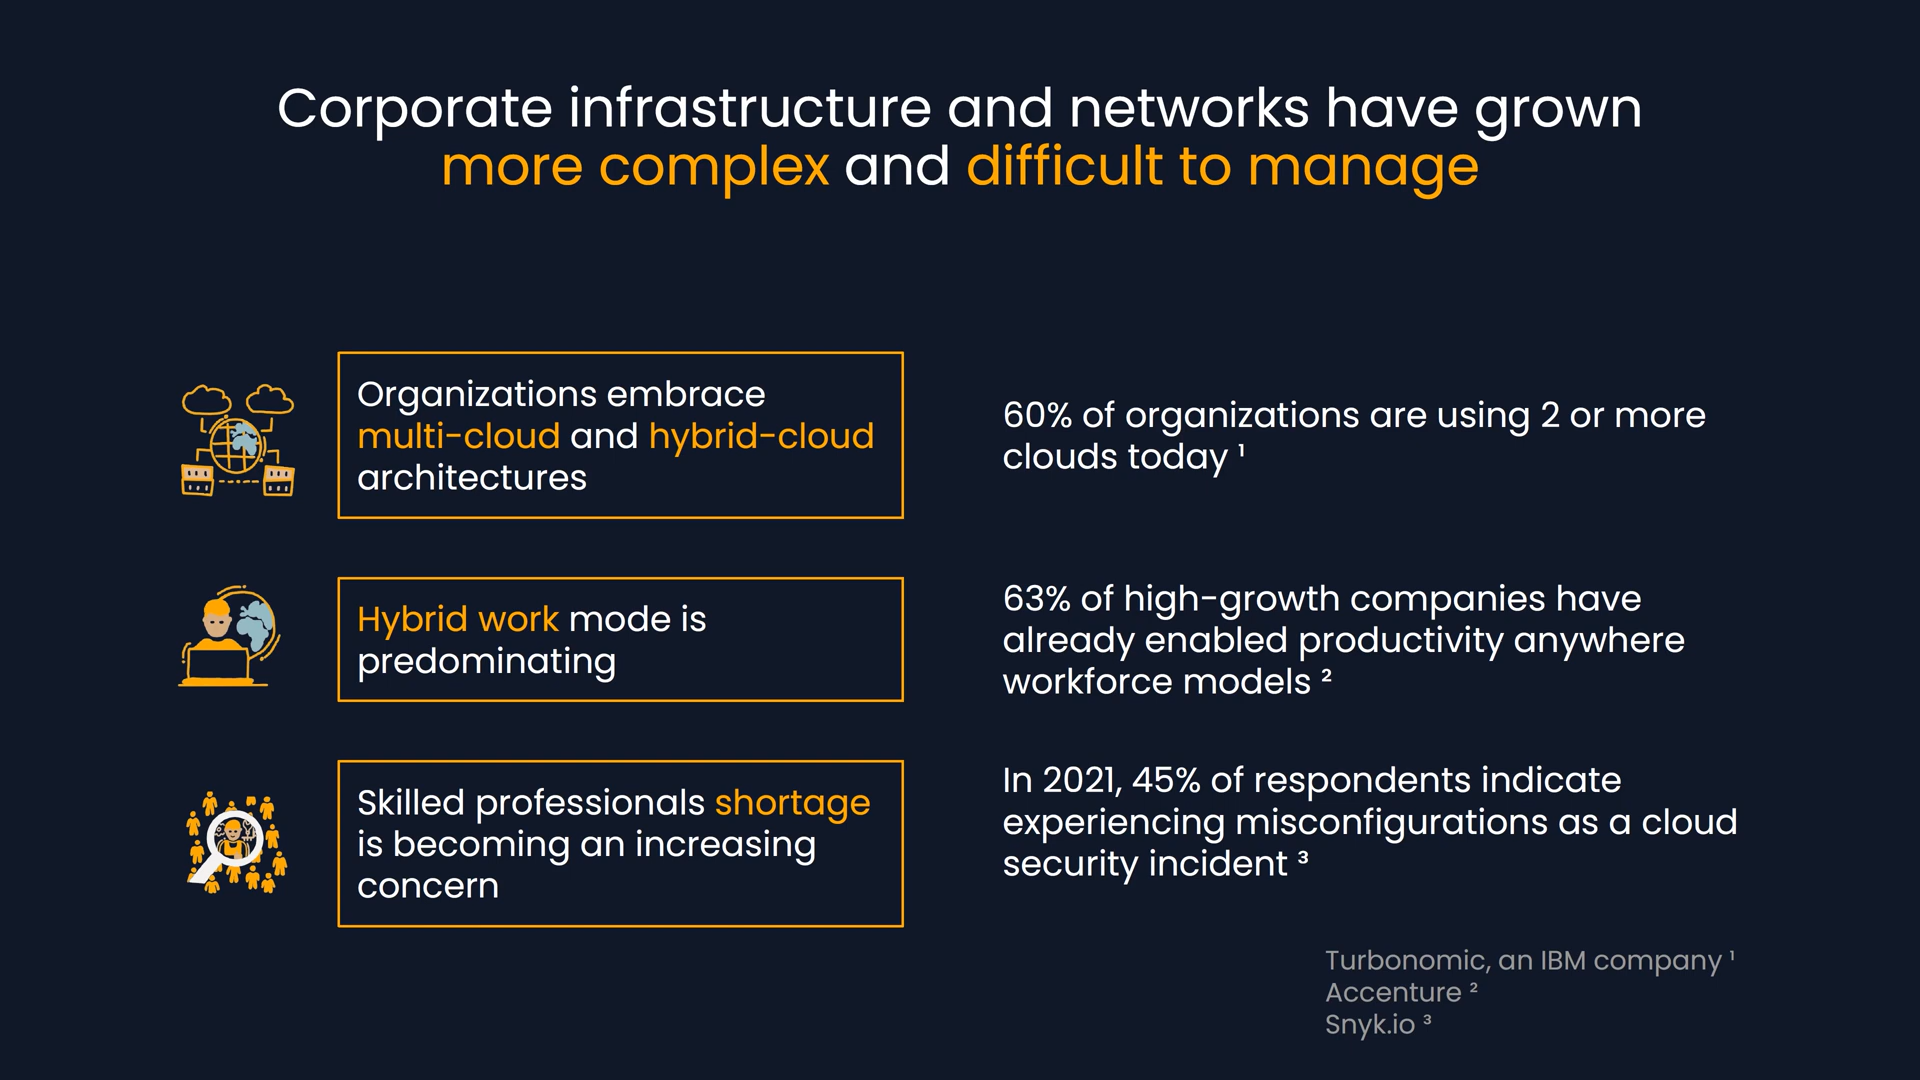 Corporate infrastructure and networks have grown
more complex and difficult to manage
Organizations embrace
multi-cloud and hybrid-cloud
architectures
60% of organizations are using 2 or more
clouds today ¹
Hybrid work mode is
predominating
63% of high-growth companies have
already enabled productivity anywhere
workforce models ²
Skilled professionals shortage
is becoming an increasing
concern
In 2021, 45% of respondents indicate
experiencing misconfigurations as a cloud
security incident ³
Turbonomic, an IBM company ¹
Accenture ²
Snyk.io ³